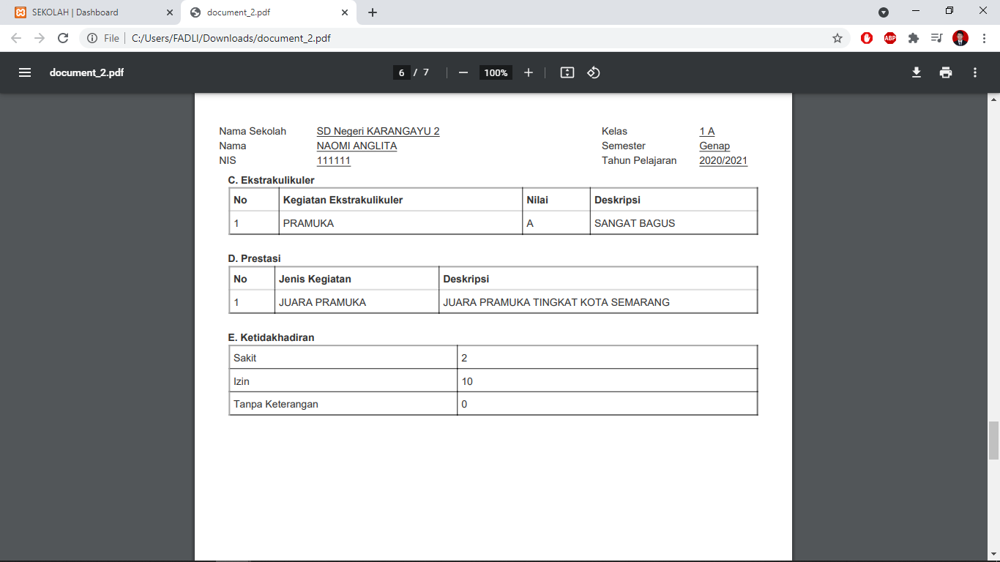 SEKOLAH | Dashboard
document_2.pdf
File C:/Users/FADLI/Downloads/document_2.pdf
ABP
document_2.pdf 6 / 7 100%
Nama Sekolah SD Negeri KARANGAYU 2 Kelas 1 A
Nama NAOMI ANGLITA Semester Genap
NIS 111111 Tahun Pelajaran 2020/2021
C. Ekstrakulikuler
No Kegiatan Ekstrakulikuler Nilai Deskripsi
1 PRAMUKA A SANGAT BAGUS
D. Prestasi
No Jenis Kegiatan Deskripsi
1 JUARA PRAMUKA JUARA PRAMUKA TINGKAT KOTA SEMARANG
E. Ketidakhadiran
Sakit 2
Izin 10
Tanpa Keterangan 0